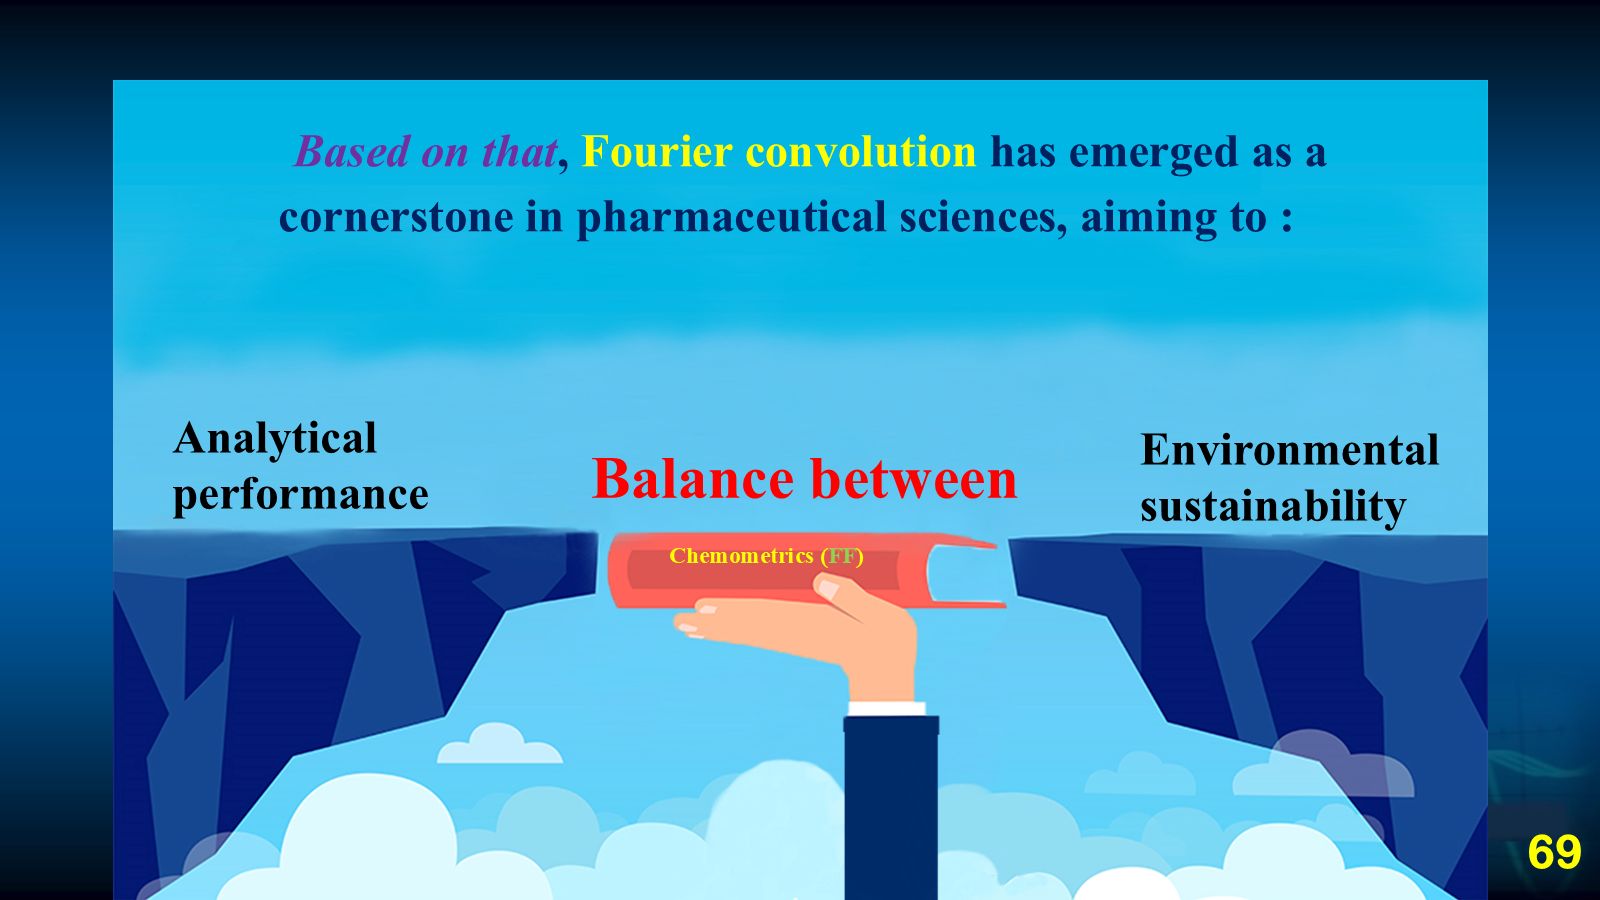 Based on that, Fourier convolution has emerged as a
cornerstone in pharmaceutical sciences, aiming to :
Analytical
performance
Balance between
Environmental
sustainability
Chemometrics (FF)
69